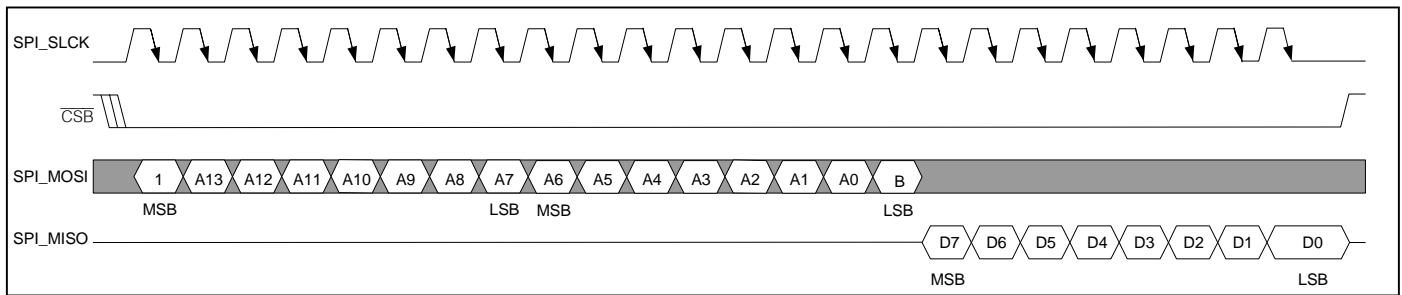 SPI_SLCK
CSB
SPI_MOSI 1 A13 A12 A11 A10 A9 A8 A7 A6 A5 A4 A3 A2 A1 A0 B
MSB LSB MSB LSB
SPI_MISO D7 D6 D5 D4 D3 D2 D1 D0
MSB LSB